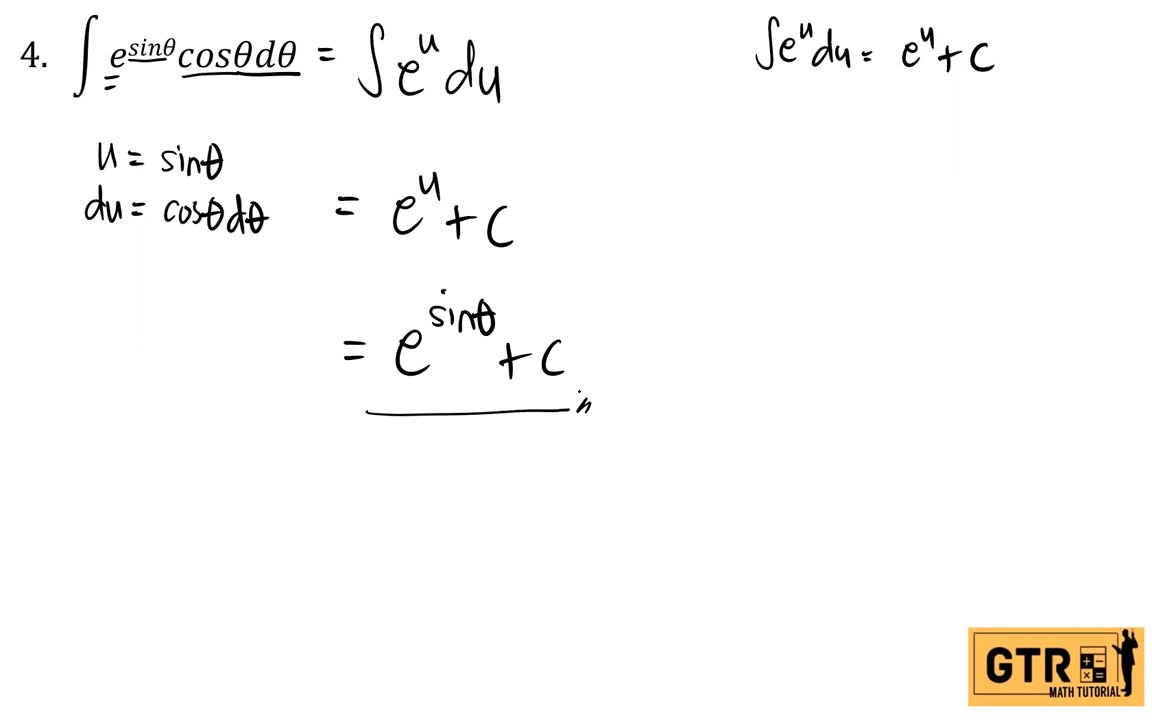 4. ∫ e^{sinθ} cosθdθ = ∫ e^u du
∫e^u du = e^u + C
u = sinθ
du = cosθdθ
= e^u + C
= e^{sinθ} + C
GTR
MATH TUTORIAL